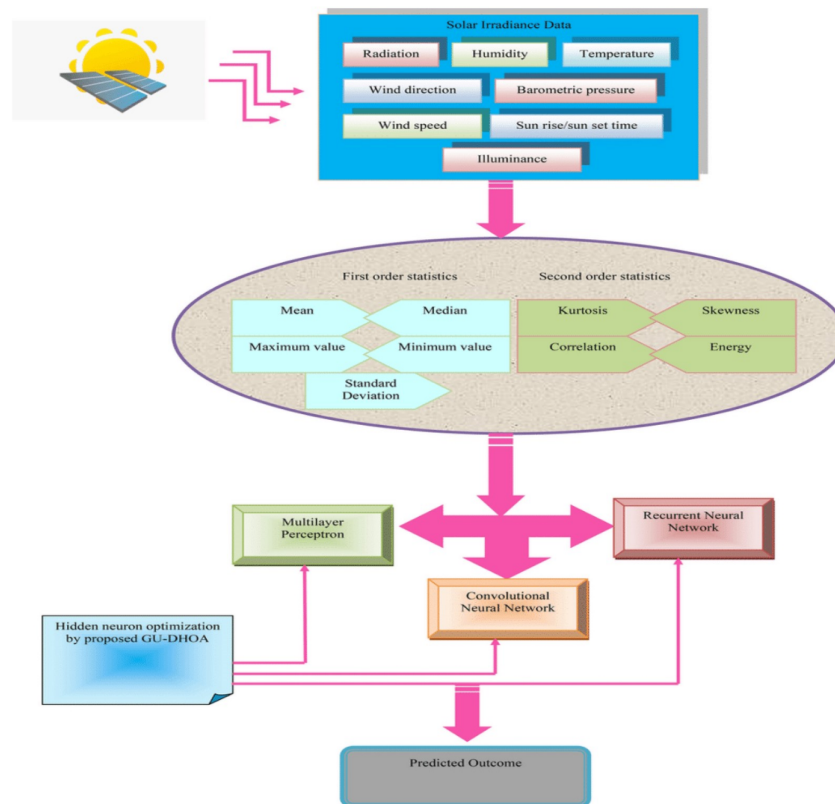 Solar Irradiance Data
Radiation
Humidity
Temperature
Wind direction
Barometric pressure
Wind speed
Sun rise/sun set time
Illuminance
First order statistics
Second order statistics
Mean
Median
Kurtosis
Skewness
Maximum value
Minimum value
Correlation
Energy
Standard
Deviation
Multilayer
Perceptron
Recurrent Neural
Network
Convolutional
Neural Network
Hidden neuron optimization
by proposed GU-DHOA
Predicted Outcome